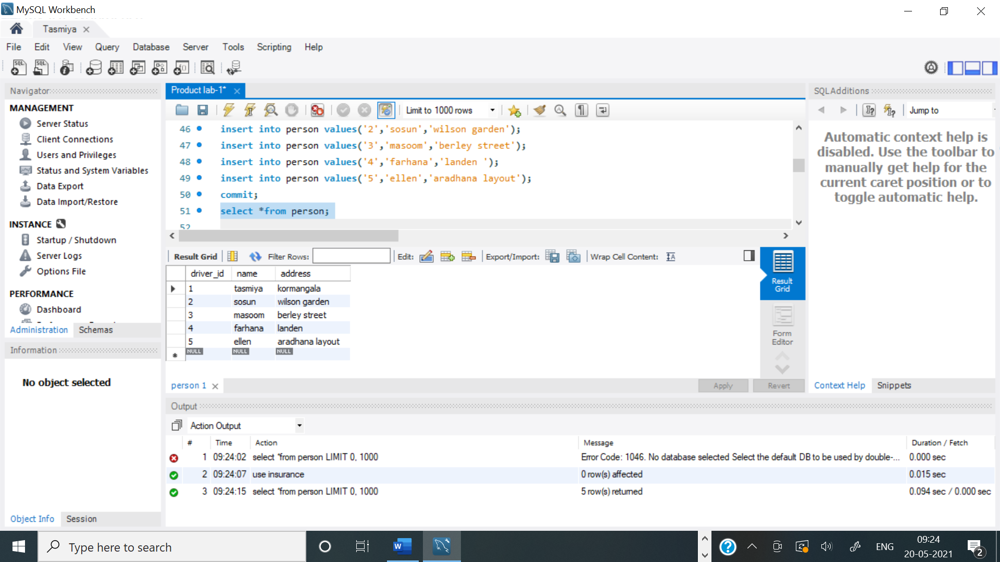 MySQL Workbench
Tasmiya
File Edit View Query Database Server Tools Scripting Help
Navigator
MANAGEMENT
Server Status
Client Connections
Users and Privileges
Status and System Variables
Data Export
Data Import/Restore
INSTANCE
Startup / Shutdown
Server Logs
Options File
PERFORMANCE
Dashboard
Administration Schemas
Information
No object selected
Object Info Session
Product lab-1*
Limit to 1000 rows
46 insert into person values('2','sosun','wilson garden');
47 insert into person values('3','masoom','berley street');
48 insert into person values('4','farhana','landen ');
49 insert into person values('5','ellen','aradhana layout');
50 commit;
51 select *from person;
52
Result Grid Filter Rows: Edit: Export/Import: Wrap Cell Content:
driver_id name address
1 tasmiya kormangala
2 sosun wilson garden
3 masoom berley street
4 farhana landen
5 ellen aradhana layout
NULL NULL NULL
Result
Grid
Form
Editor
person 1 Apply Revert
SQLAdditions
Jump to
Automatic context help is
disabled. Use the toolbar to
manually get help for the
current caret position or to
toggle automatic help.
Context Help Snippets
Output
Action Output
# Time Action Message Duration / Fetch
1 09:24:02 select *from person LIMIT 0, 1000 Error Code: 1046. No database selected Select the default DB to be used by double-... 0.000 sec
2 09:24:07 use insurance 0 row(s) affected 0.015 sec
3 09:24:15 select *from person LIMIT 0, 1000 5 row(s) returned 0.094 sec / 0.000 sec
Type here to search
ENG
09:24
20-05-2021
2